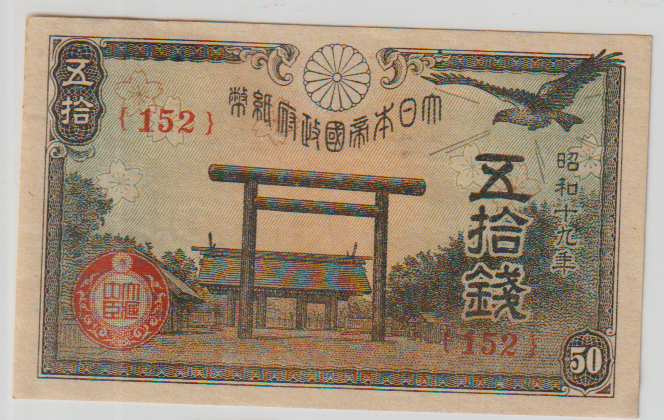 五拾
{152}
大日本帝國政府紙幣
昭和十九年
五拾錢
{152}
50